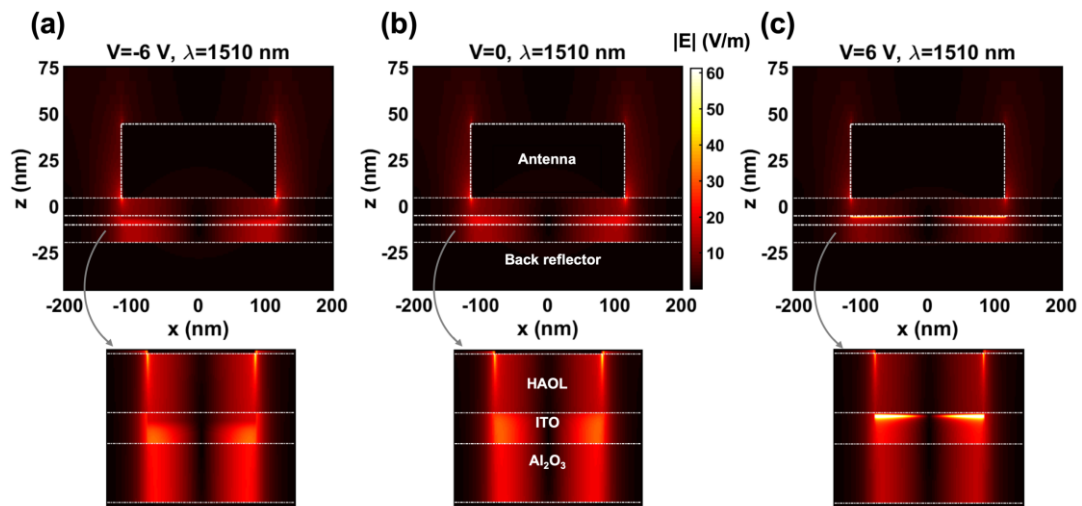 (a)
V=-6 V, λ=1510 nm
75
50
25
0
-25
z (nm)
-200 -100 0 100 200
x (nm)
(b)
V=0, λ=1510 nm
75
50
25
0
-25
z (nm)
Antenna
Back reflector
-200 -100 0 100 200
x (nm)
|E| (V/m)
60
50
40
30
20
10
(c)
V=6 V, λ=1510 nm
75
50
25
0
-25
z (nm)
-200 -100 0 100 200
x (nm)
HAOL
ITO
Al₂O₃